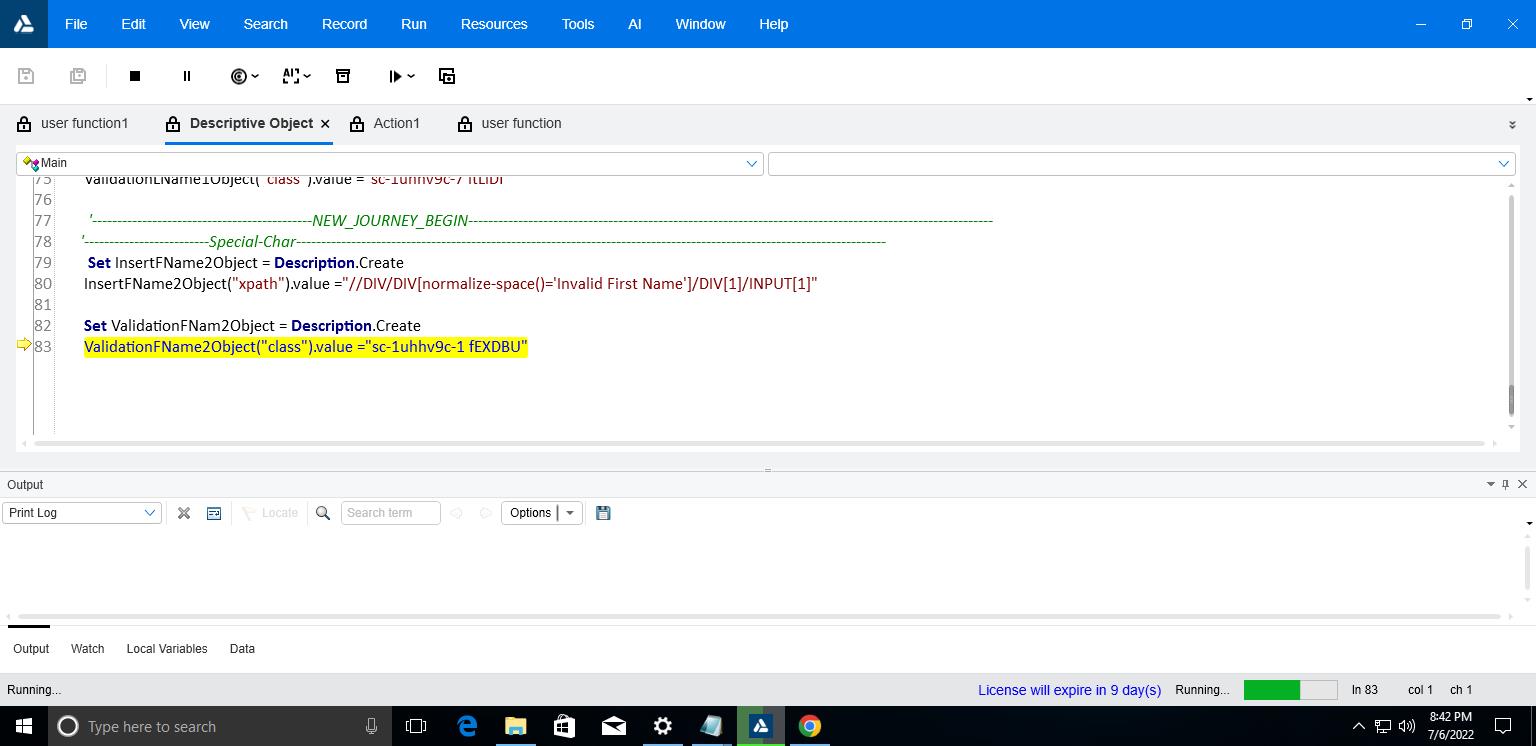 File Edit View Search Record Run Resources Tools AI Window Help
user function1 Descriptive Object Action1 user function
Main
75 ValidationLName1Object("class").value ="sc-1uhhv9c-7 ftLlDI"
76
77 '--------------------------------------------NEW_JOURNEY_BEGIN---------------------------------------------------------------------------------------------------------
78 '-------------------------Special-Char----------------------------------------------------------------------------------------------------------------------
79 Set InsertFName2Object = Description.Create
80 InsertFName2Object("xpath").value ="//DIV/DIV[normalize-space()='Invalid First Name']/DIV[1]/INPUT[1]"
81
82 Set ValidationFNam2Object = Description.Create
83 ValidationFName2Object("class").value ="sc-1uhhv9c-1 fEXDBU"
Output
Print Log Locate Search term Options
Output Watch Local Variables Data
Running... License will expire in 9 day(s) Running... ln 83 col 1 ch 1
Type here to search
8:42 PM
7/6/2022